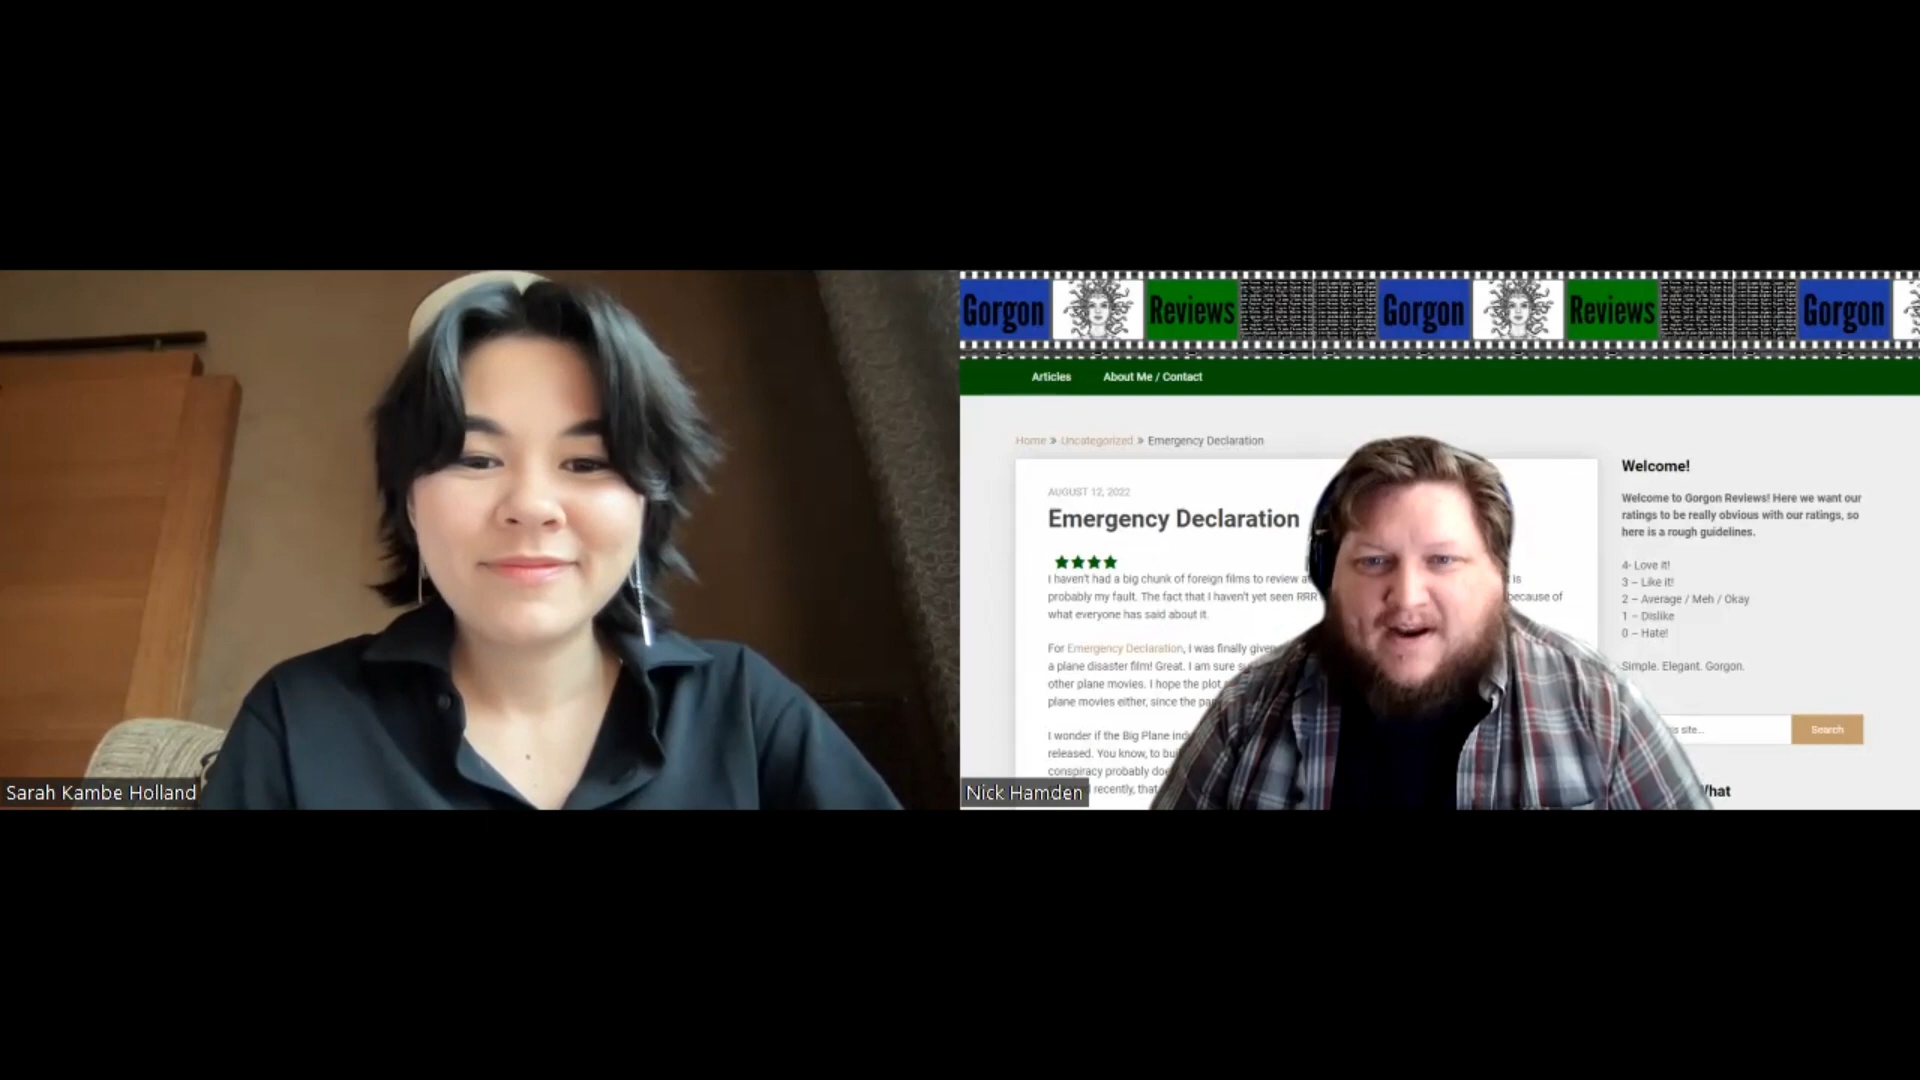 Gorgon Reviews Gorgon Reviews Gorgon
Articles About Me / Contact
Home » Uncategorized » Emergency Declaration
AUGUST 12, 2022
Emergency Declaration
I haven't had a big chunk of foreign films to review
is
probably my fault. The fact that I haven't yet seen RRR
because of
what everyone has said about it.
For Emergency Declaration, I was finally given
a plane disaster film! Great. I am sure
other plane movies. I hope the plot
plane movies either, since the
I wonder if the Big Plane
released. You know, to
conspiracy probably
recently, that
Welcome!
Welcome to Gorgon Reviews! Here we want our
ratings to be really obvious with our ratings, so
here is a rough guidelines.
4- Love it!
3 – Like it!
2 – Average / Meh / Okay
1 – Dislike
0 – Hate!
Simple. Elegant. Gorgon.
site... Search
Sarah Kambe Holland
Nick Hamden